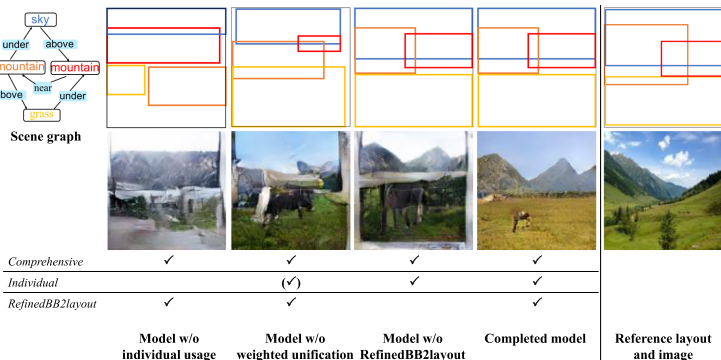 sky
under
above
mountain
mountain
near
bove
under
grass
Scene graph
Comprehensive ✓ ✓ ✓ ✓
Individual (✓) ✓ ✓
RefinedBB2layout ✓ ✓ ✓
Model w/o
individual usage
Model w/o
weighted unification
Model w/o
RefinedBB2layout
Completed model
Reference layout
and image